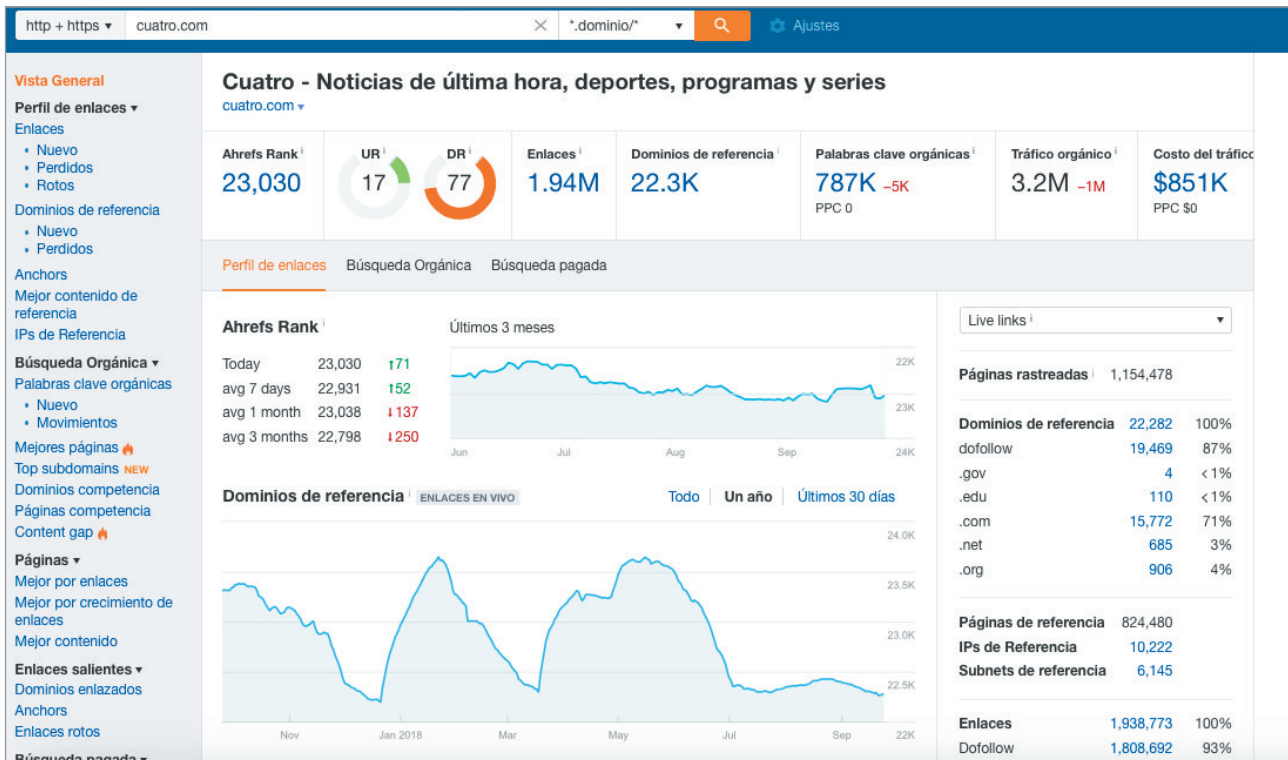 http + https ▾ cuatro.com × *.dominio/* ▾ Ajustes
Vista General
Perfil de enlaces ▾
Enlaces
• Nuevo
• Perdidos
• Rotos
Dominios de referencia
• Nuevo
• Perdidos
Anchors
Mejor contenido de
referencia
IPs de Referencia
Búsqueda Orgánica ▾
Palabras clave orgánicas
• Nuevo
• Movimientos
Mejores páginas
Top subdomains NEW
Dominios competencia
Páginas competencia
Content gap
Páginas ▾
Mejor por enlaces
Mejor por crecimiento de
enlaces
Mejor contenido
Enlaces salientes ▾
Dominios enlazados
Anchors
Enlaces rotos
Búsqueda pagada ▾
Cuatro - Noticias de última hora, deportes, programas y series
cuatro.com ▾
Ahrefs Rank i
23,030
UR i
17
DR i
77
Enlaces i
1.94M
Dominios de referencia i
22.3K
Palabras clave orgánicas i
787K -5K
PPC 0
Tráfico orgánico i
3.2M -1M
Costo del tráfico
$851K
PPC $0
Perfil de enlaces Búsqueda Orgánica Búsqueda pagada
Ahrefs Rank i
Today 23,030 ↑71
avg 7 days 22,931 ↑52
avg 1 month 23,038 ↓137
avg 3 months 22,798 ↓250
Últimos 3 meses
22K
23K
24K
Jun Jul Aug Sep
Dominios de referencia i ENLACES EN VIVO Todo Un año Últimos 30 días
24.0K
23.5K
23.0K
22.5K
22K
Nov Jan 2018 Mar May Jul Sep
Live links i ▾
Páginas rastreadas i 1,154,478
Dominios de referencia 22,282 100%
dofollow 19,469 87%
.gov 4 <1%
.edu 110 <1%
.com 15,772 71%
.net 685 3%
.org 906 4%
Páginas de referencia 824,480
IPs de Referencia 10,222
Subnets de referencia 6,145
Enlaces 1,938,773 100%
Dofollow 1,808,692 93%